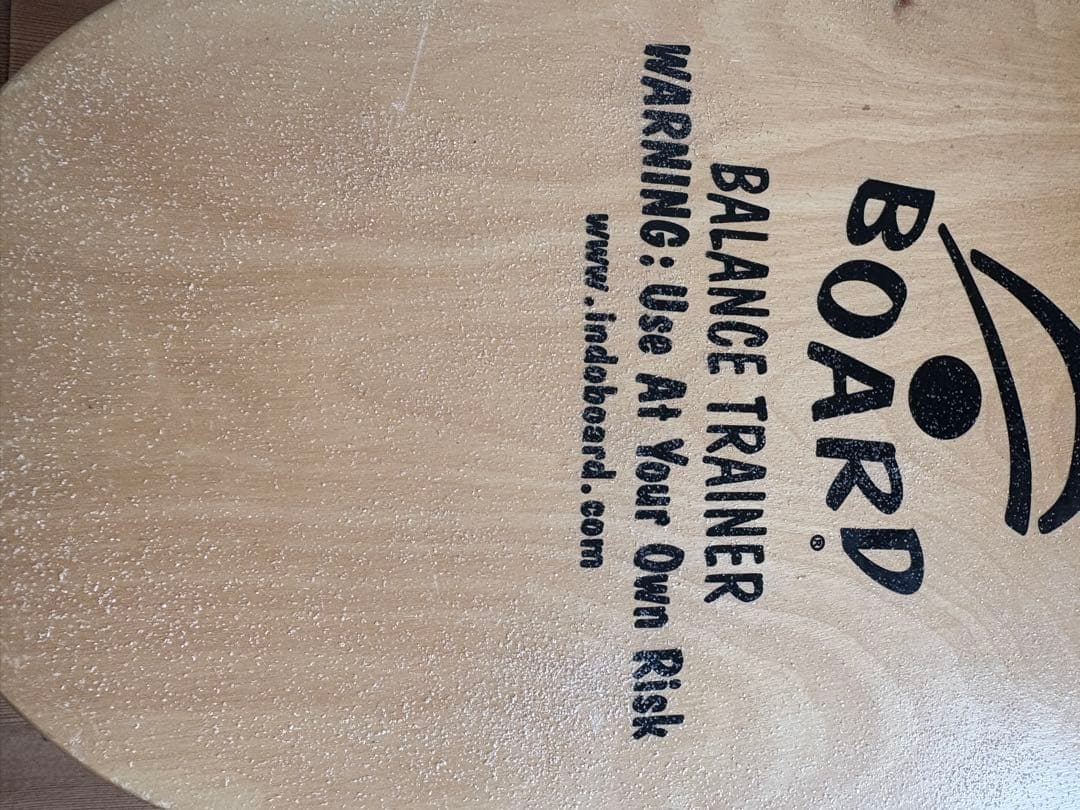 BOARD®
BALANCE TRAINER
WARNING: Use At Your Own Risk
www.indoboard.com